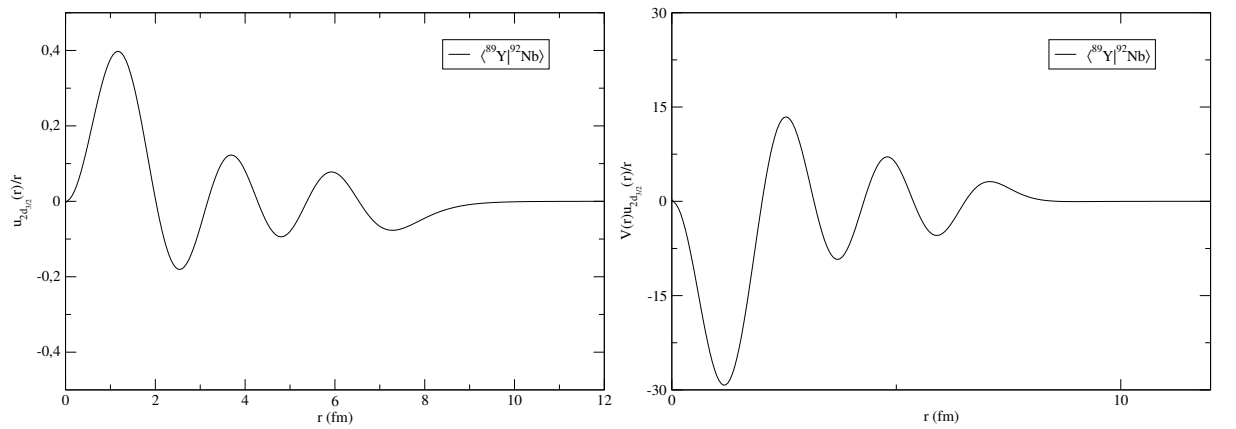 0,4
0,2
0
-0,2
-0,4
u2d3/2(r)/r
⟨89Y|92Nb⟩
0 2 4 6 8 10 12
r (fm)
30
15
0
-15
-30
V(r)u2d3/2(r)/r
⟨89Y|92Nb⟩
0 10
r (fm)